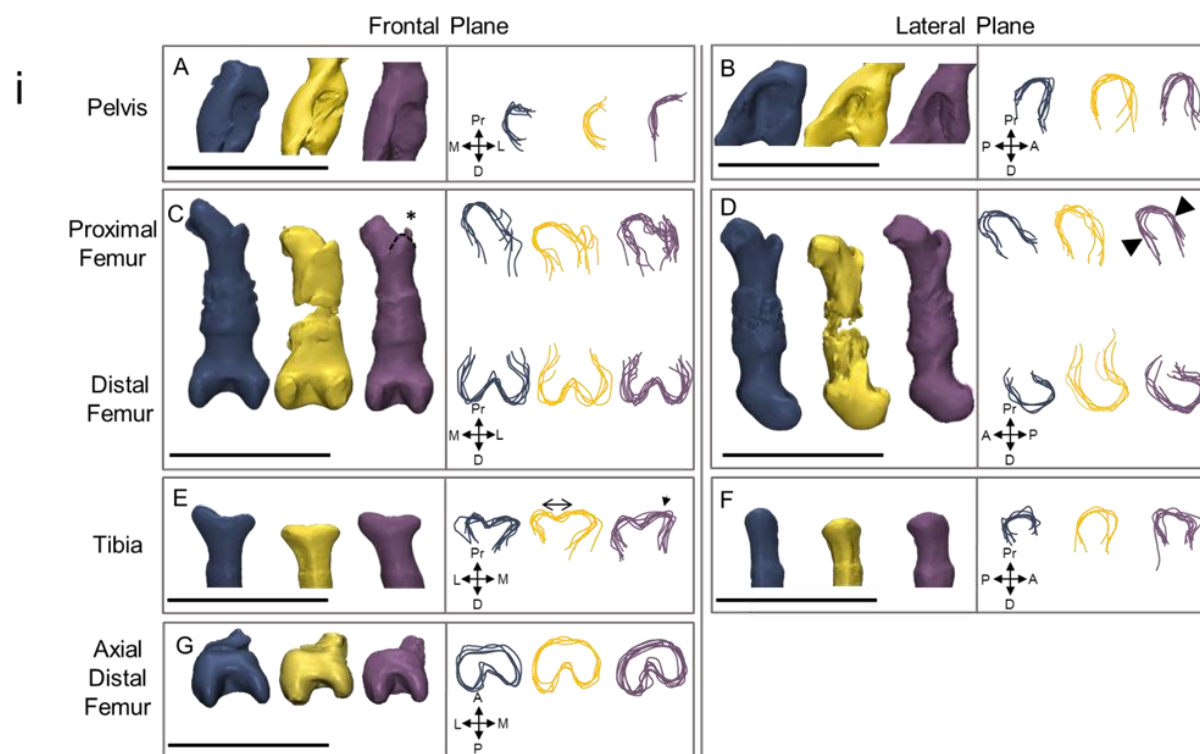 Frontal Plane
Lateral Plane
i
Pelvis
A
Pr
M L
D
B
Pr
P A
D
Proximal
Femur
C
*
D
Distal
Femur
Pr
M L
D
Pr
A P
D
Tibia
E
Pr
L M
D
F
Pr
P A
D
Axial
Distal
Femur
G
A
L M
P